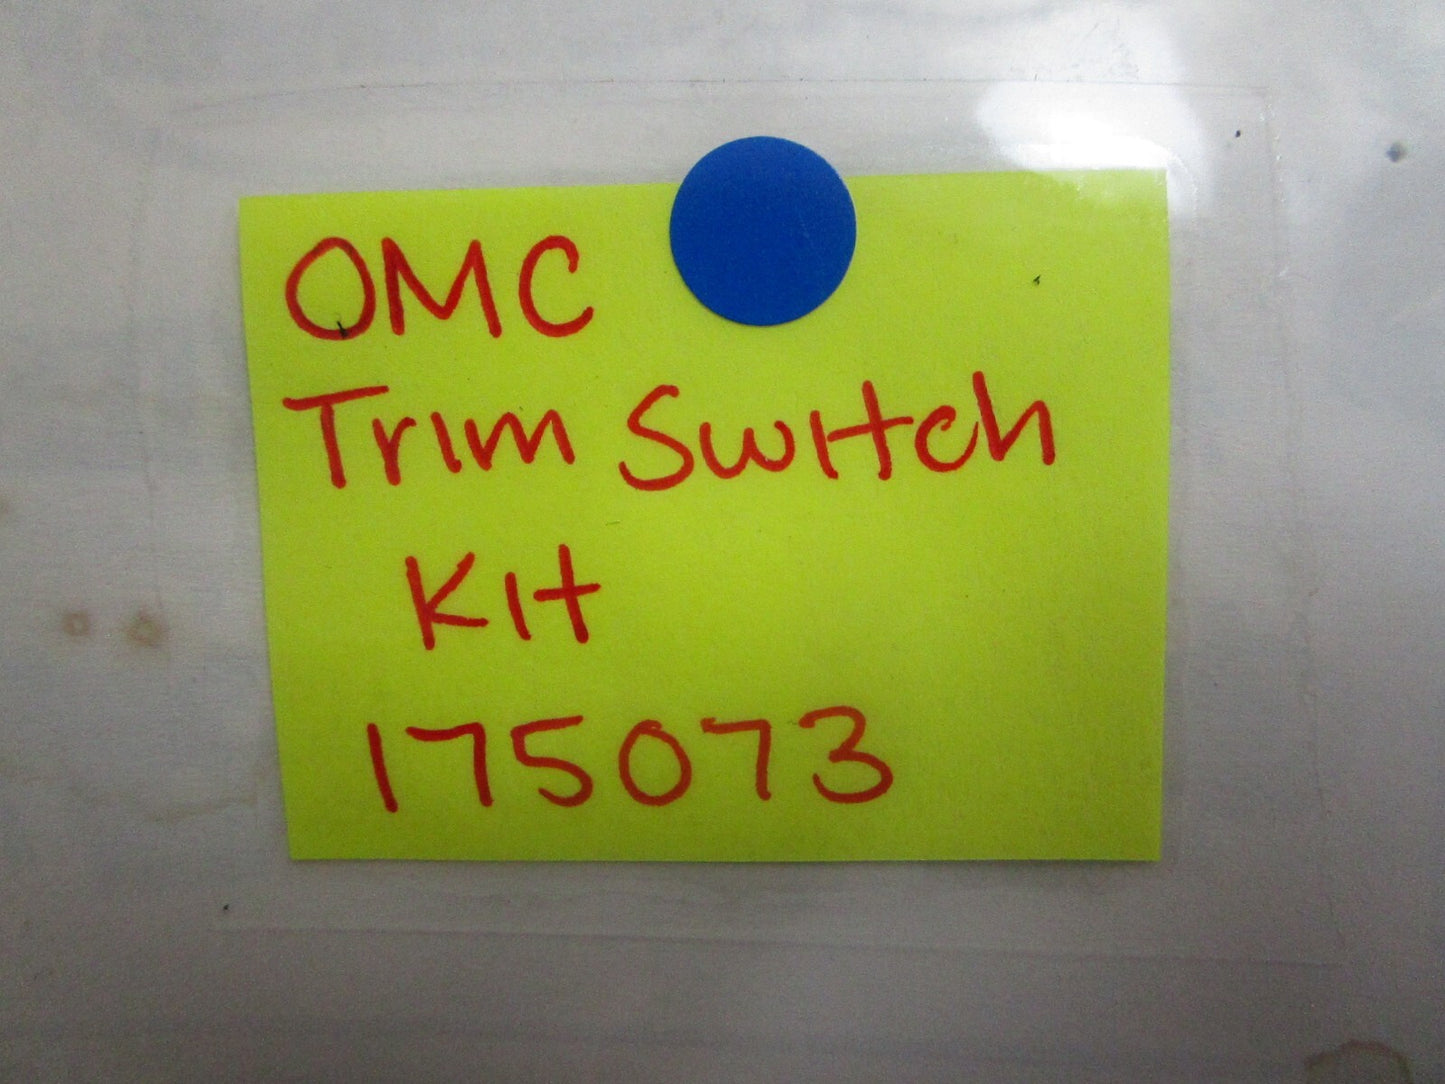 OMC
Trim Switch
Kit
175073